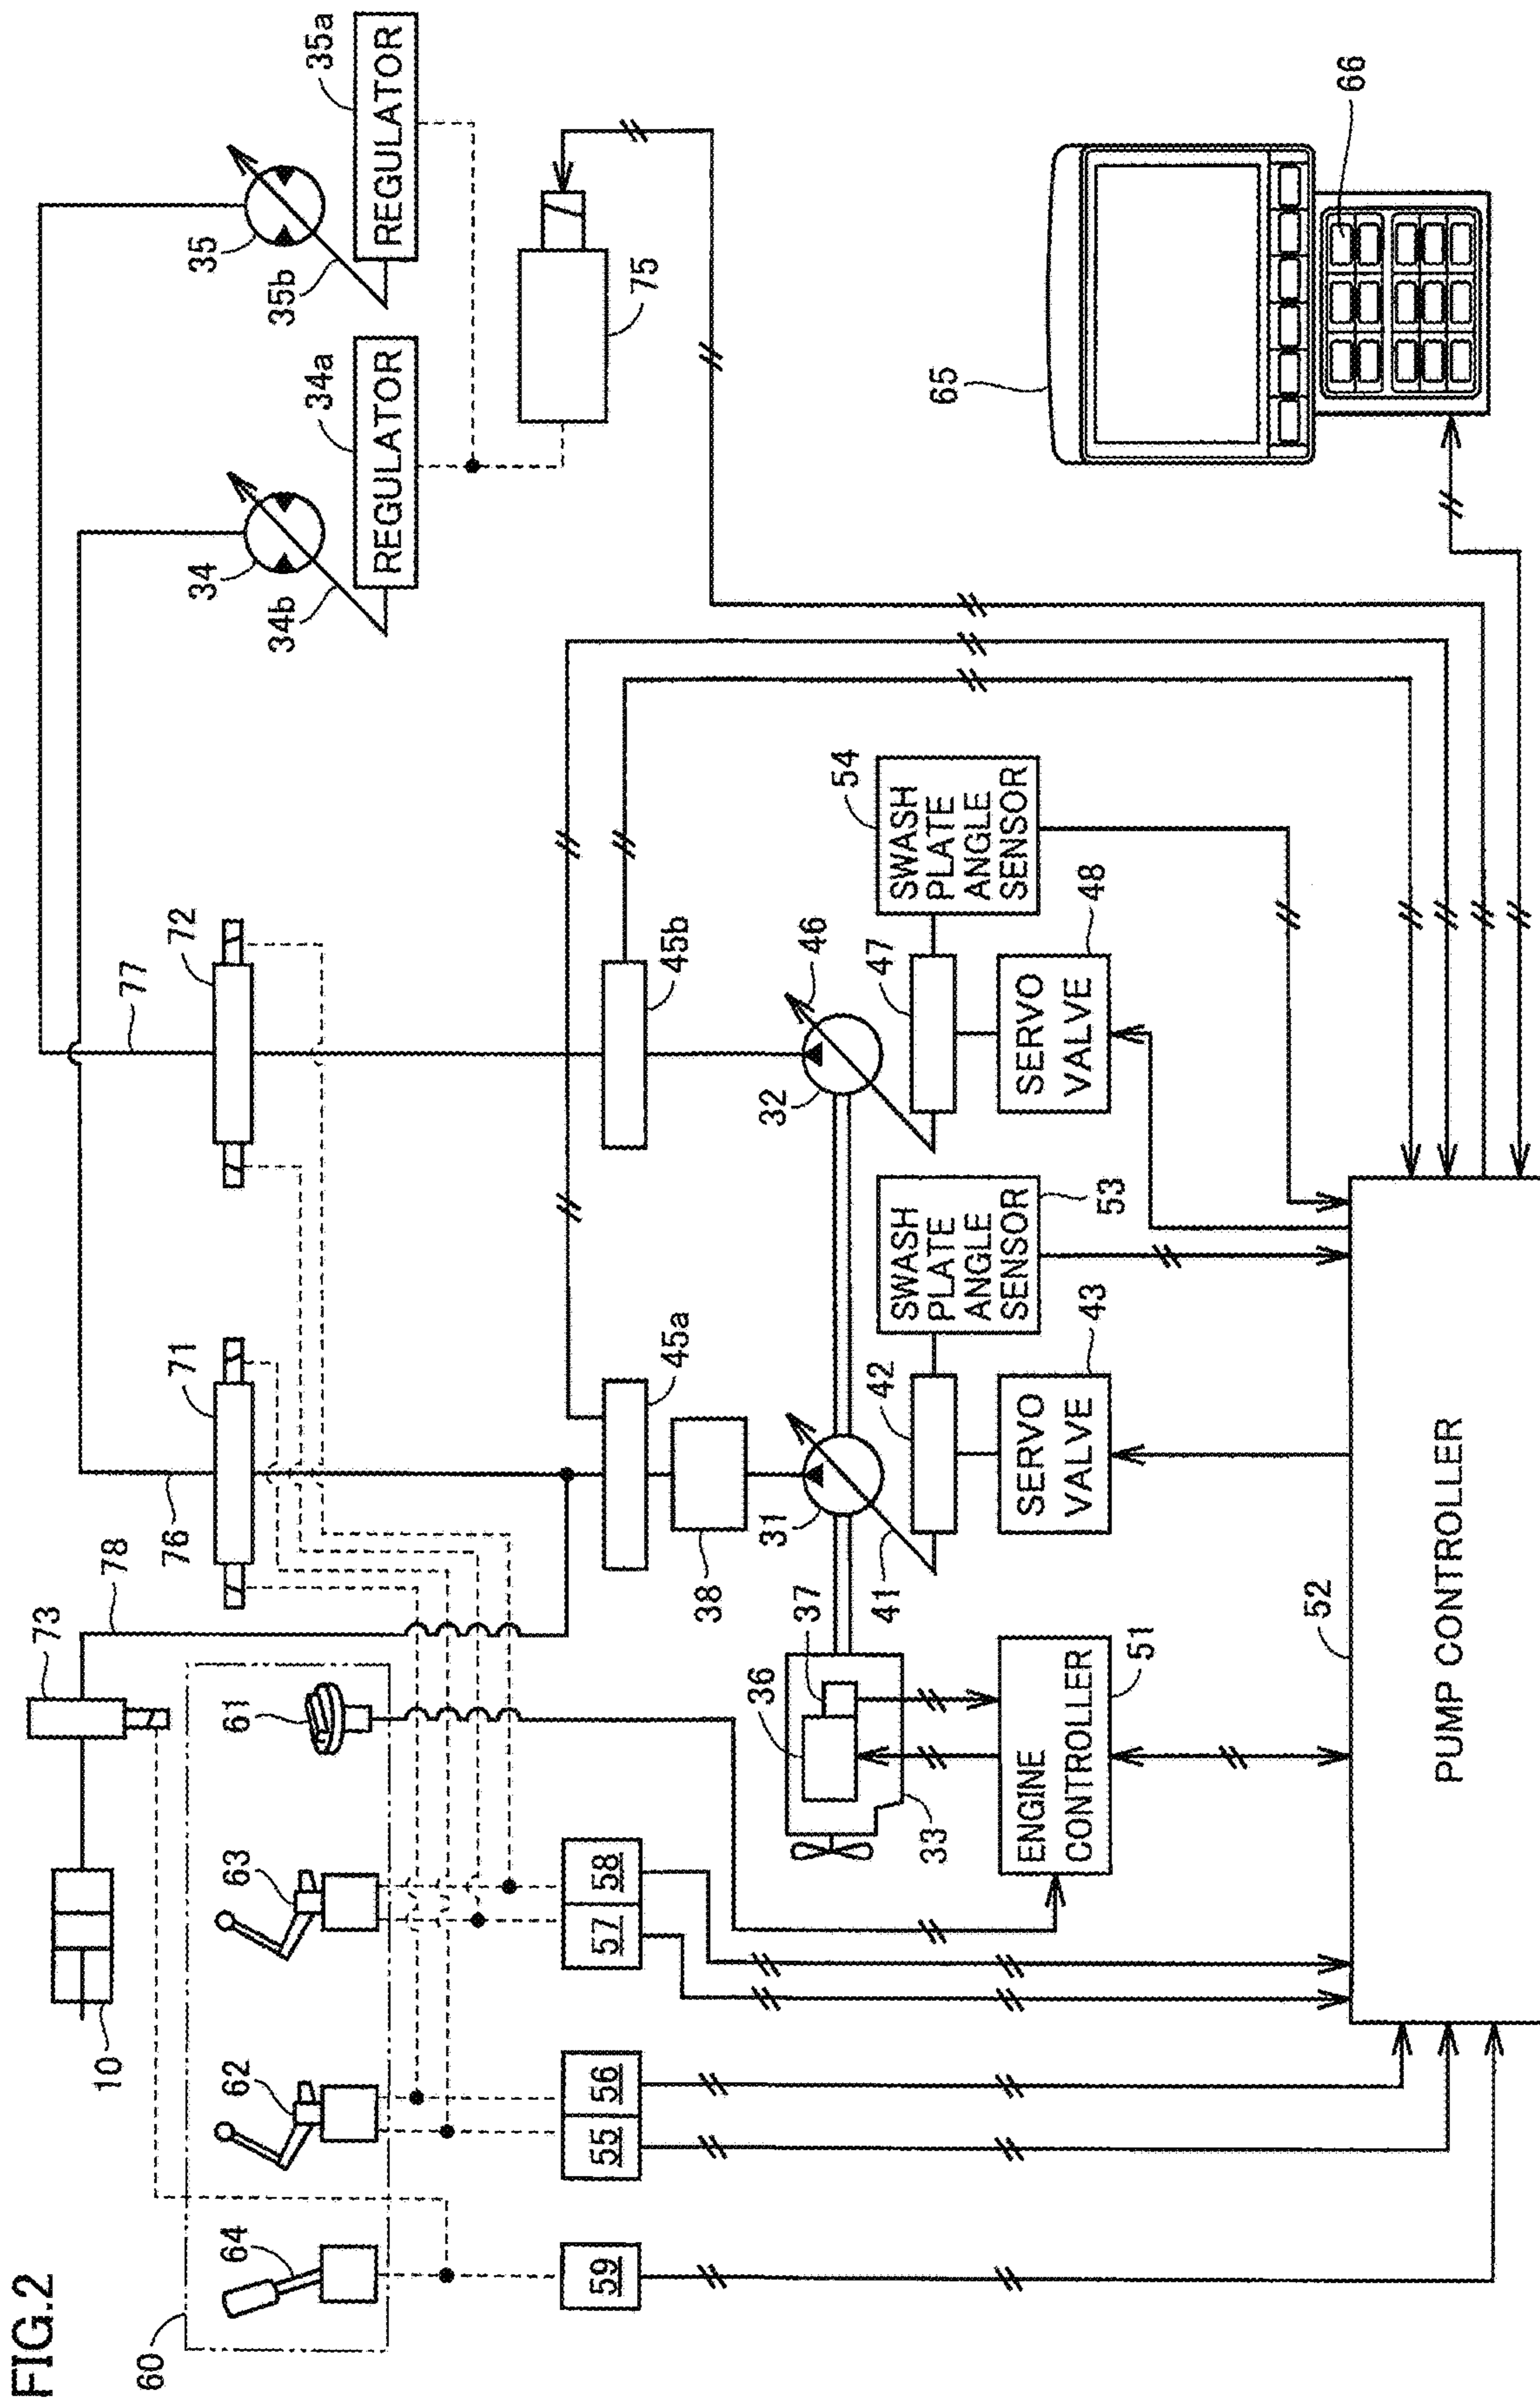 FIG.2
60
64
62
63
61
10
73
78
76
71
77
72
34
34b
REGULATOR
34a
35
35b
REGULATOR
35a
75
59
55
56
57
58
38
45a
45b
36
37
33
31
41
32
46
42
47
SWASH
PLATE
ANGLE
SENSOR
53
SWASH
PLATE
ANGLE
SENSOR
54
ENGINE
CONTROLLER
51
SERVO
VALVE
43
SERVO
VALVE
48
52
PUMP CONTROLLER
65
66